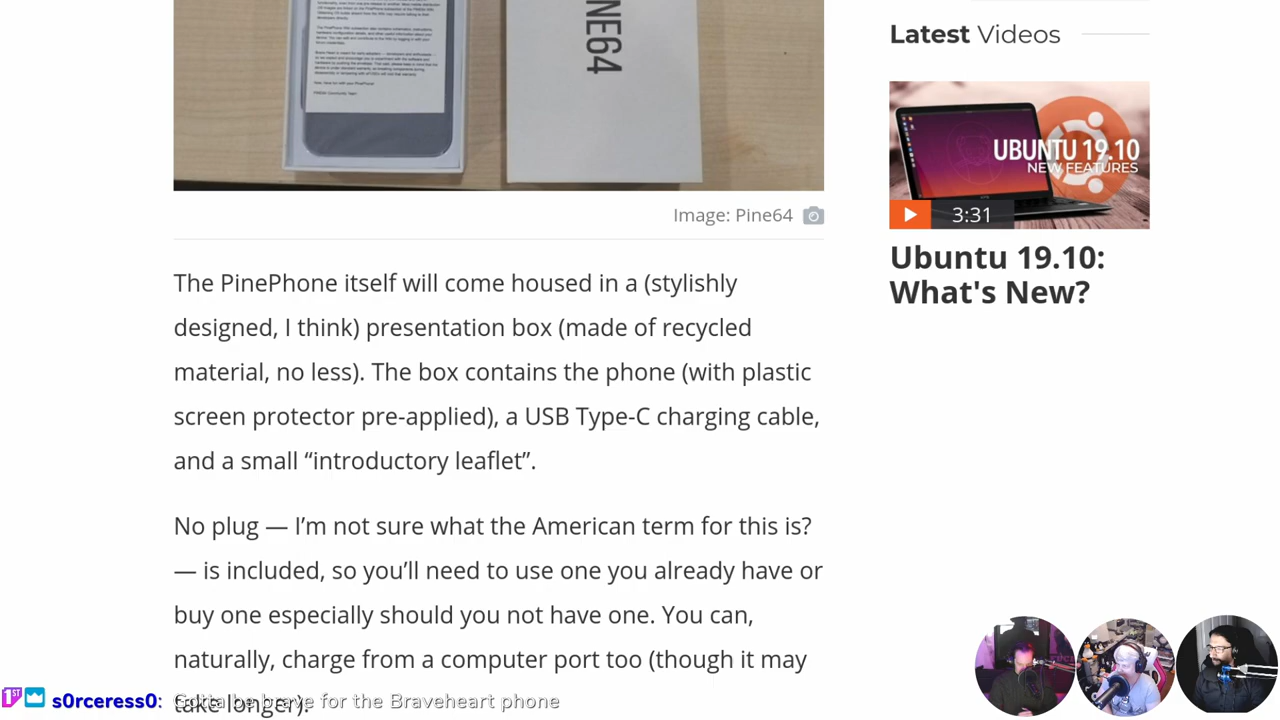 NE64
Latest Videos
UBUNTU 19.10
NEW FEATURES
3:31
Ubuntu 19.10:
What's New?
Image: Pine64
The PinePhone itself will come housed in a (stylishly
designed, I think) presentation box (made of recycled
material, no less). The box contains the phone (with plastic
screen protector pre-applied), a USB Type-C charging cable,
and a small “introductory leaflet”.
No plug — I’m not sure what the American term for this is?
— is included, so you’ll need to use one you already have or
buy one especially should you not have one. You can,
naturally, charge from a computer port too (though it may
take longer).
1ST s0rceress0: Gotta be brave for the Braveheart phone